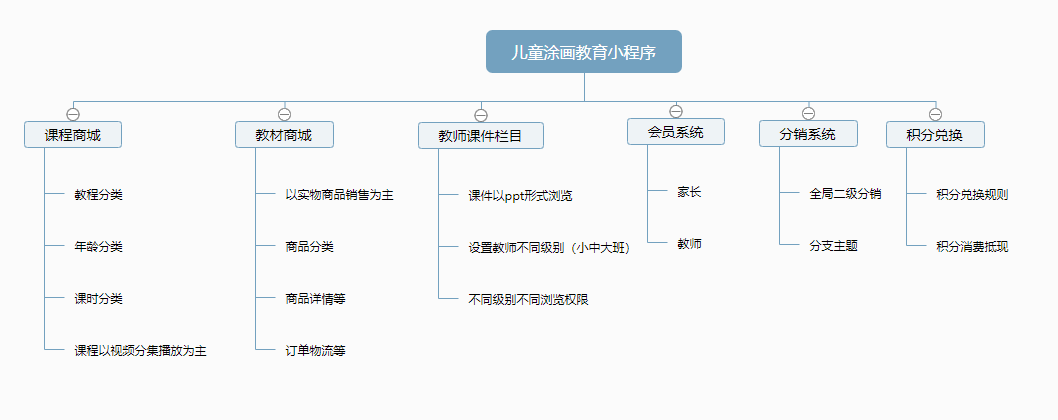 儿童涂画教育小程序
课程商城
教程分类
年龄分类
课时分类
课程以视频分集播放为主
教材商城
以实物商品销售为主
商品分类
商品详情等
订单物流等
教师课件栏目
课件以ppt形式浏览
设置教师不同级别（小中大班）
不同级别不同浏览权限
会员系统
家长
教师
分销系统
全局二级分销
分支主题
积分兑换
积分兑换规则
积分消费抵现